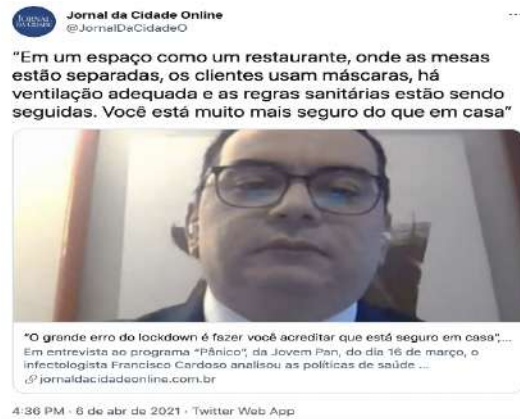 JORNAL DA CIDADE
Jornal da Cidade Online
@JornalDaCidadeO
“Em um espaço como um restaurante, onde as mesas
estão separadas, os clientes usam máscaras, há
ventilação adequada e as regras sanitárias estão sendo
seguidas. Você está muito mais seguro do que em casa”
“O grande erro do lockdown é fazer você acreditar que está seguro em casa”,...
Em entrevista ao programa “Pânico”, da Jovem Pan, do dia 16 de março, o
infectologista Francisco Cardoso analisou as políticas de saúde ...
jornaldacidadeonline.com.br
4:36 PM · 6 de abr de 2021 · Twitter Web App